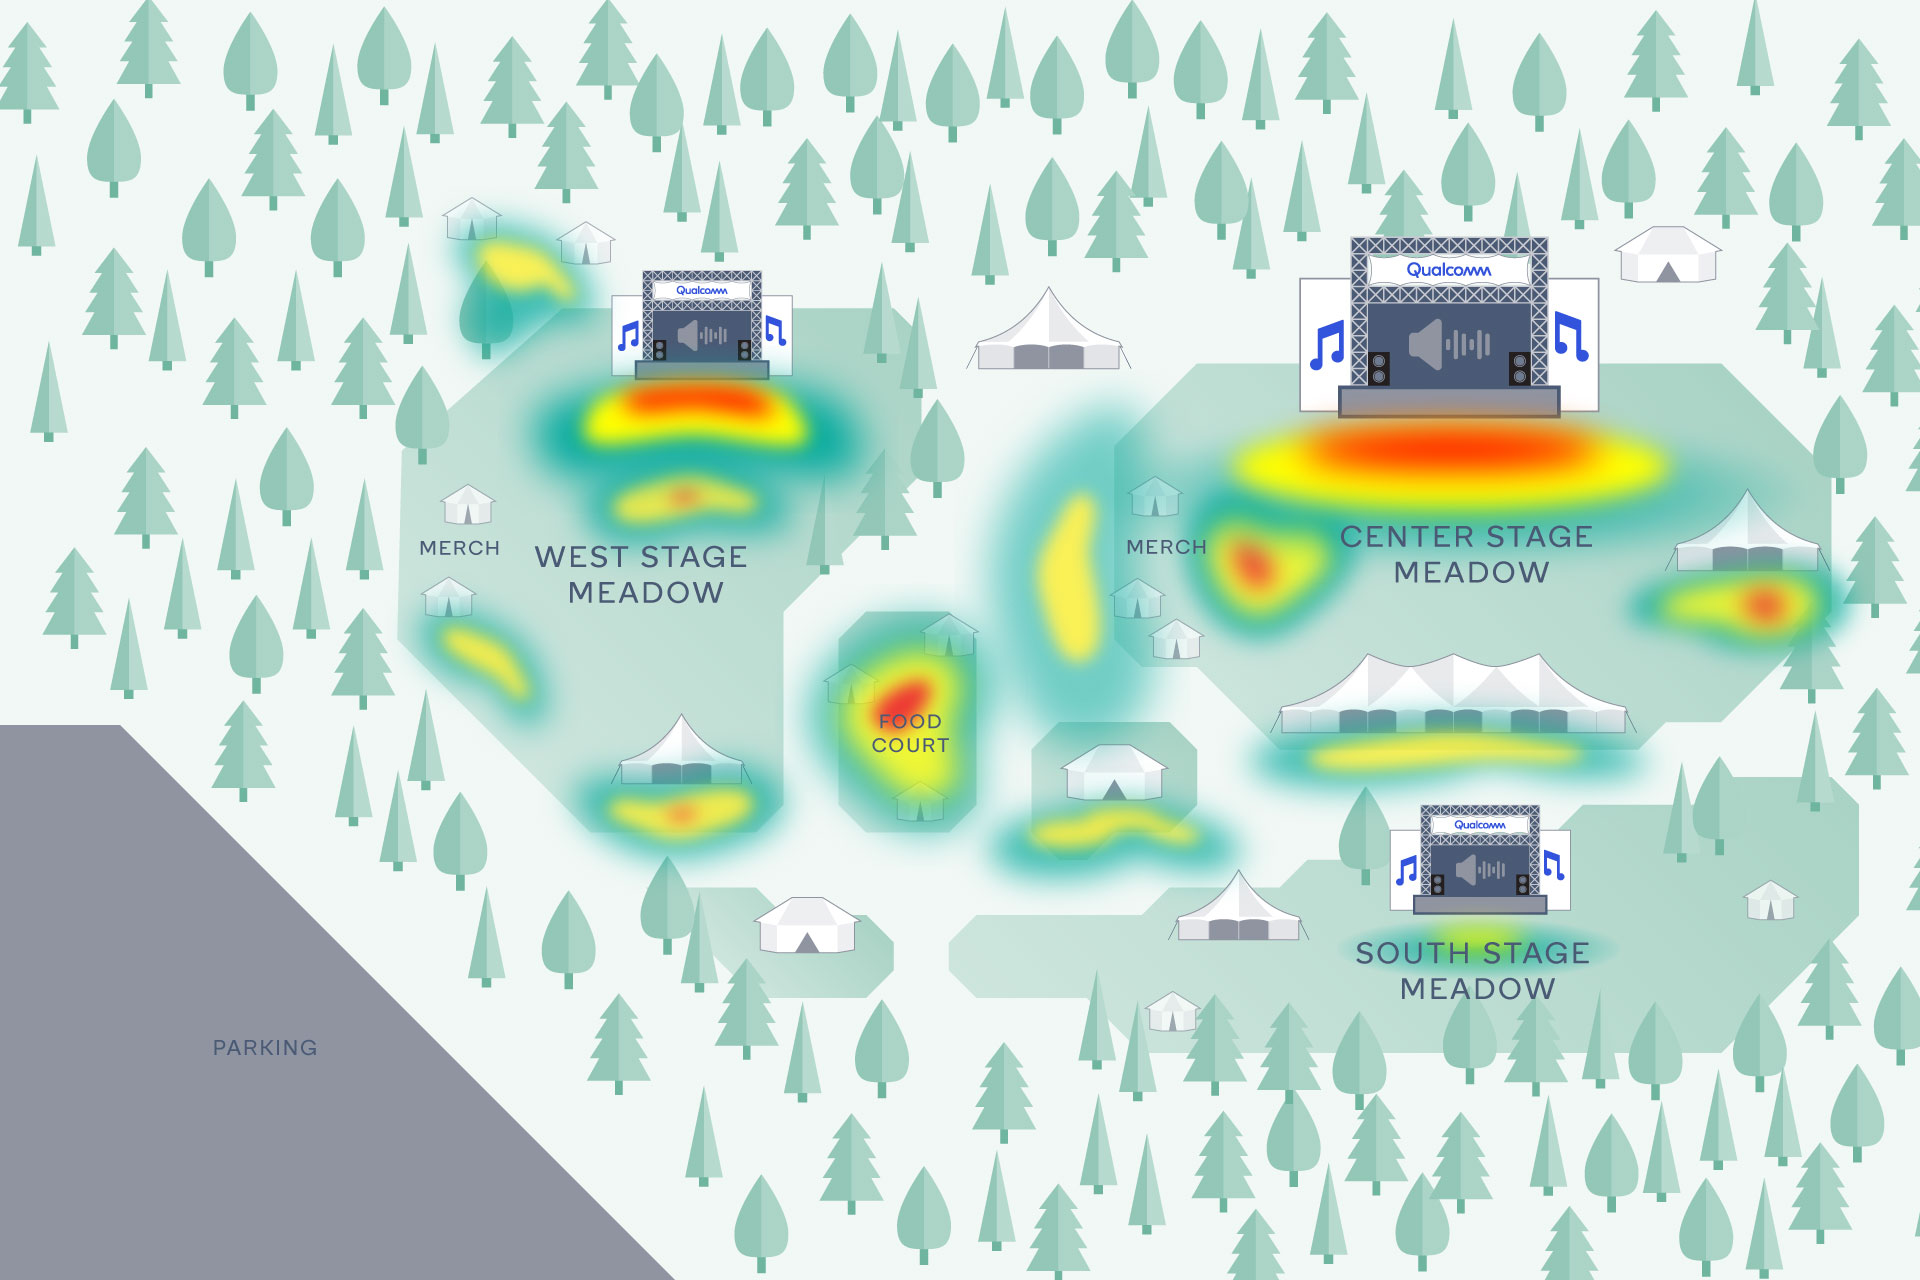 Qualcomm
Qualcomm
MERCH
WEST STAGE
MEADOW
MERCH
CENTER STAGE
MEADOW
FOOD
COURT
Qualcomm
SOUTH STAGE
MEADOW
PARKING